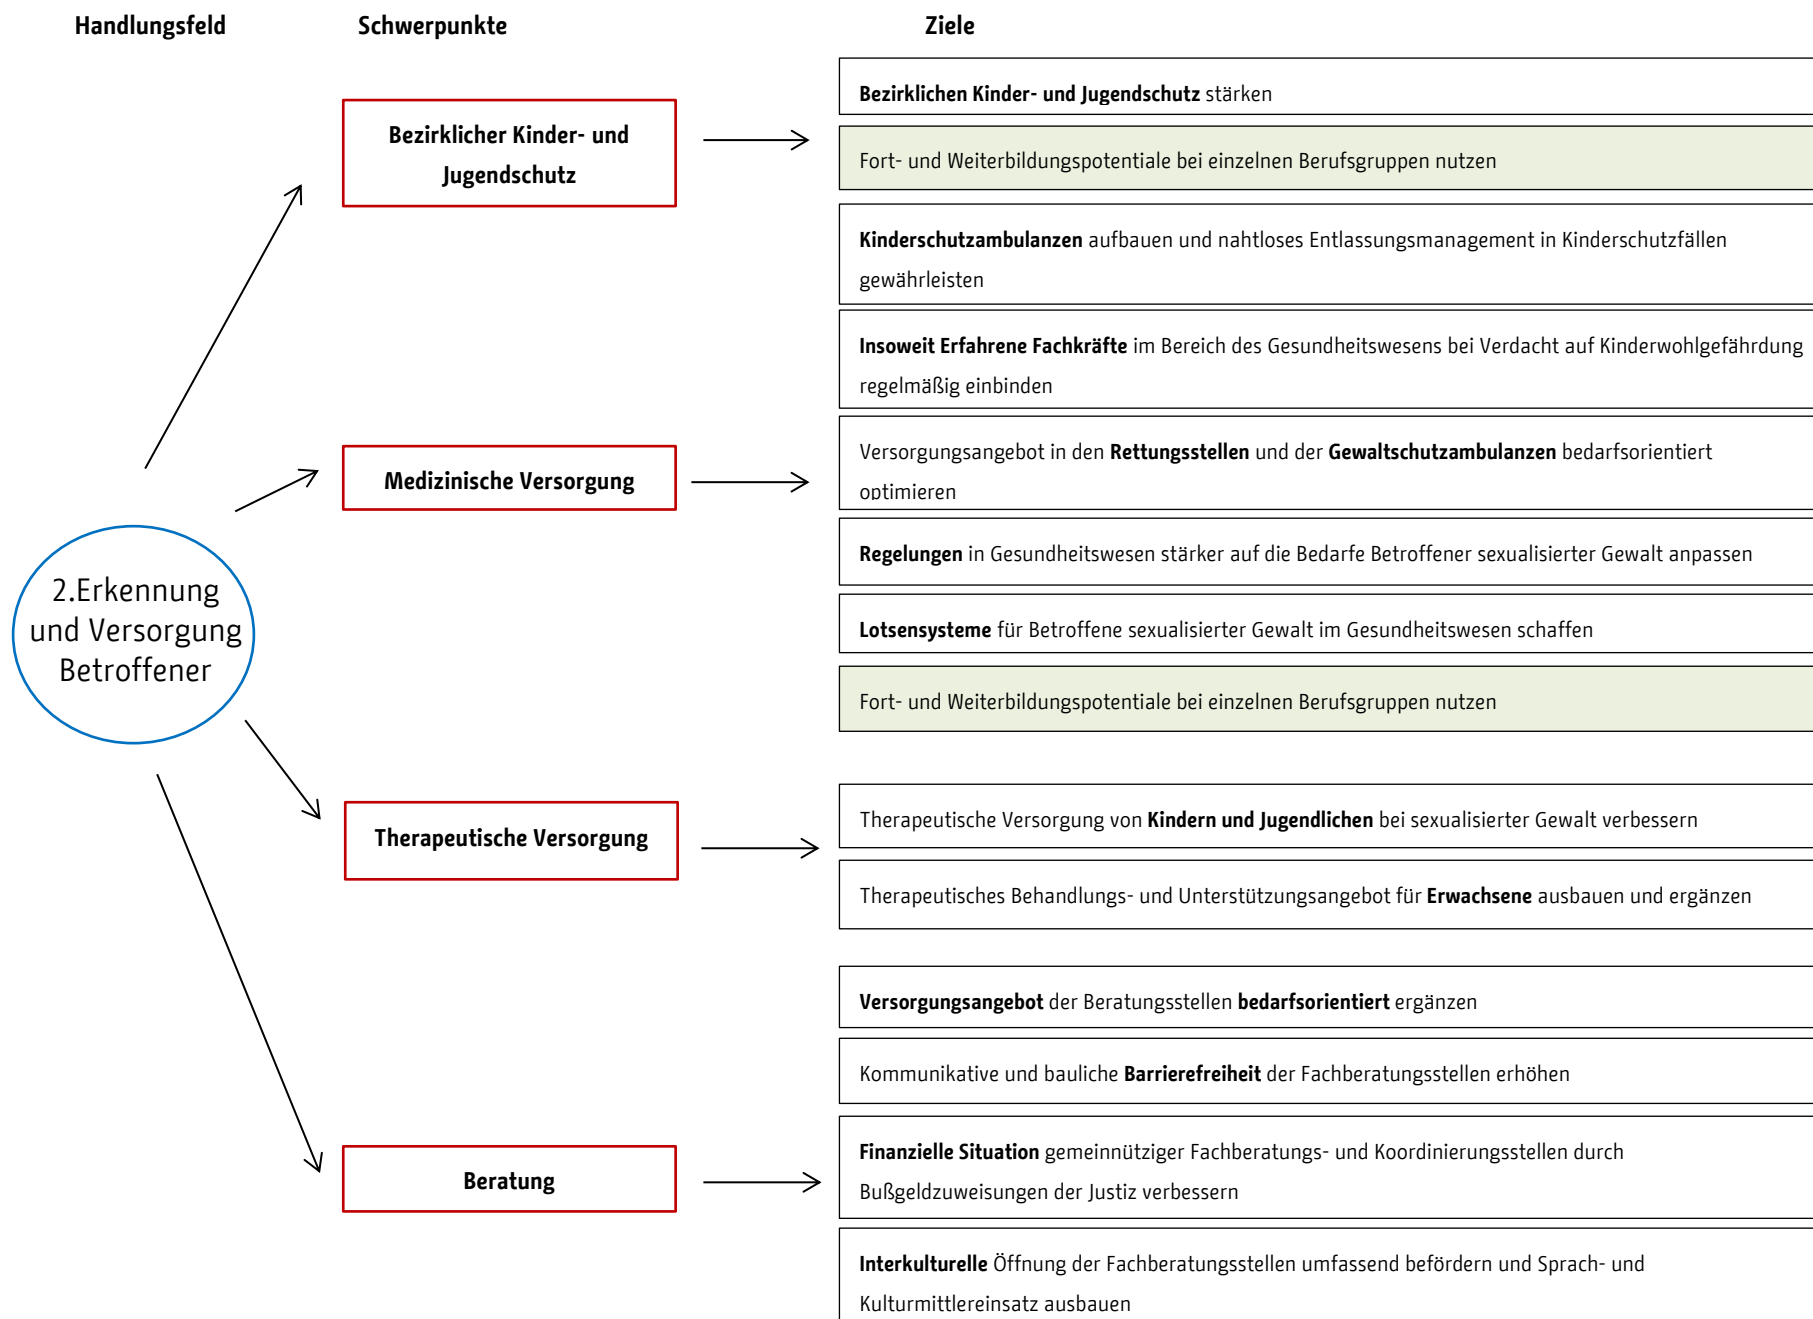 Handlungsfeld
Schwerpunkte
Ziele
2.Erkennung
und Versorgung
Betroffener
Bezirklicher Kinder- und
Jugendschutz
Bezirklichen Kinder- und Jugendschutz stärken
Fort- und Weiterbildungspotentiale bei einzelnen Berufsgruppen nutzen
Medizinische Versorgung
Kinderschutzambulanzen aufbauen und nahtloses Entlassungsmanagement in Kinderschutzfällen
gewährleisten
Insoweit Erfahrene Fachkräfte im Bereich des Gesundheitswesens bei Verdacht auf Kinderwohlgefährdung
regelmäßig einbinden
Versorgungsangebot in den Rettungsstellen und der Gewaltschutzambulanzen bedarfsorientiert
optimieren
Regelungen in Gesundheitswesen stärker auf die Bedarfe Betroffener sexualisierter Gewalt anpassen
Lotsensysteme für Betroffene sexualisierter Gewalt im Gesundheitswesen schaffen
Fort- und Weiterbildungspotentiale bei einzelnen Berufsgruppen nutzen
Therapeutische Versorgung
Therapeutische Versorgung von Kindern und Jugendlichen bei sexualisierter Gewalt verbessern
Therapeutisches Behandlungs- und Unterstützungsangebot für Erwachsene ausbauen und ergänzen
Beratung
Versorgungsangebot der Beratungsstellen bedarfsorientiert ergänzen
Kommunikative und bauliche Barrierefreiheit der Fachberatungsstellen erhöhen
Finanzielle Situation gemeinnütziger Fachberatungs- und Koordinierungsstellen durch
Bußgeldzuweisungen der Justiz verbessern
Interkulturelle Öffnung der Fachberatungsstellen umfassend befördern und Sprach- und
Kulturmittlereinsatz ausbauen